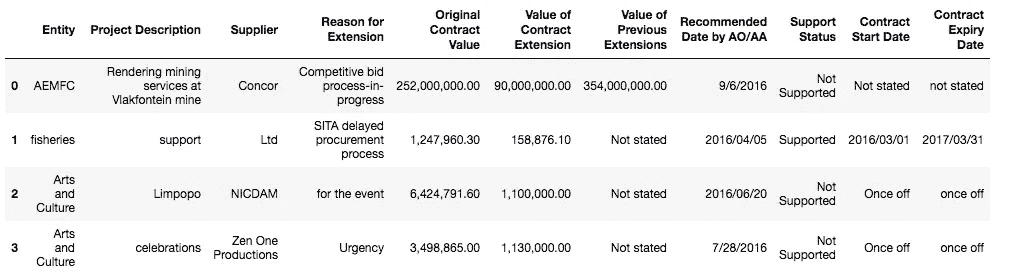 Entity Project Description Supplier Reason for Extension Original Contract Value Value of Contract Extension Value of Previous Extensions Recommended Date by AO/AA Support Status Contract Start Date Contract Expiry Date
0 AEMFC Rendering mining services at Vlakfontein mine Concor Competitive bid process-in-progress 252,000,000.00 90,000,000.00 354,000,000.00 9/6/2016 Not Supported Not stated not stated
1 fisheries support Ltd SITA delayed procurement process 1,247,960.30 158,876.10 Not stated 2016/04/05 Supported 2016/03/01 2017/03/31
2 Arts and Culture Limpopo NICDAM for the event 6,424,791.60 1,100,000.00 Not stated 2016/06/20 Not Supported Once off once off
3 Arts and Culture celebrations Zen One Productions Urgency 3,498,865.00 1,130,000.00 Not stated 7/28/2016 Not Supported Once off once off